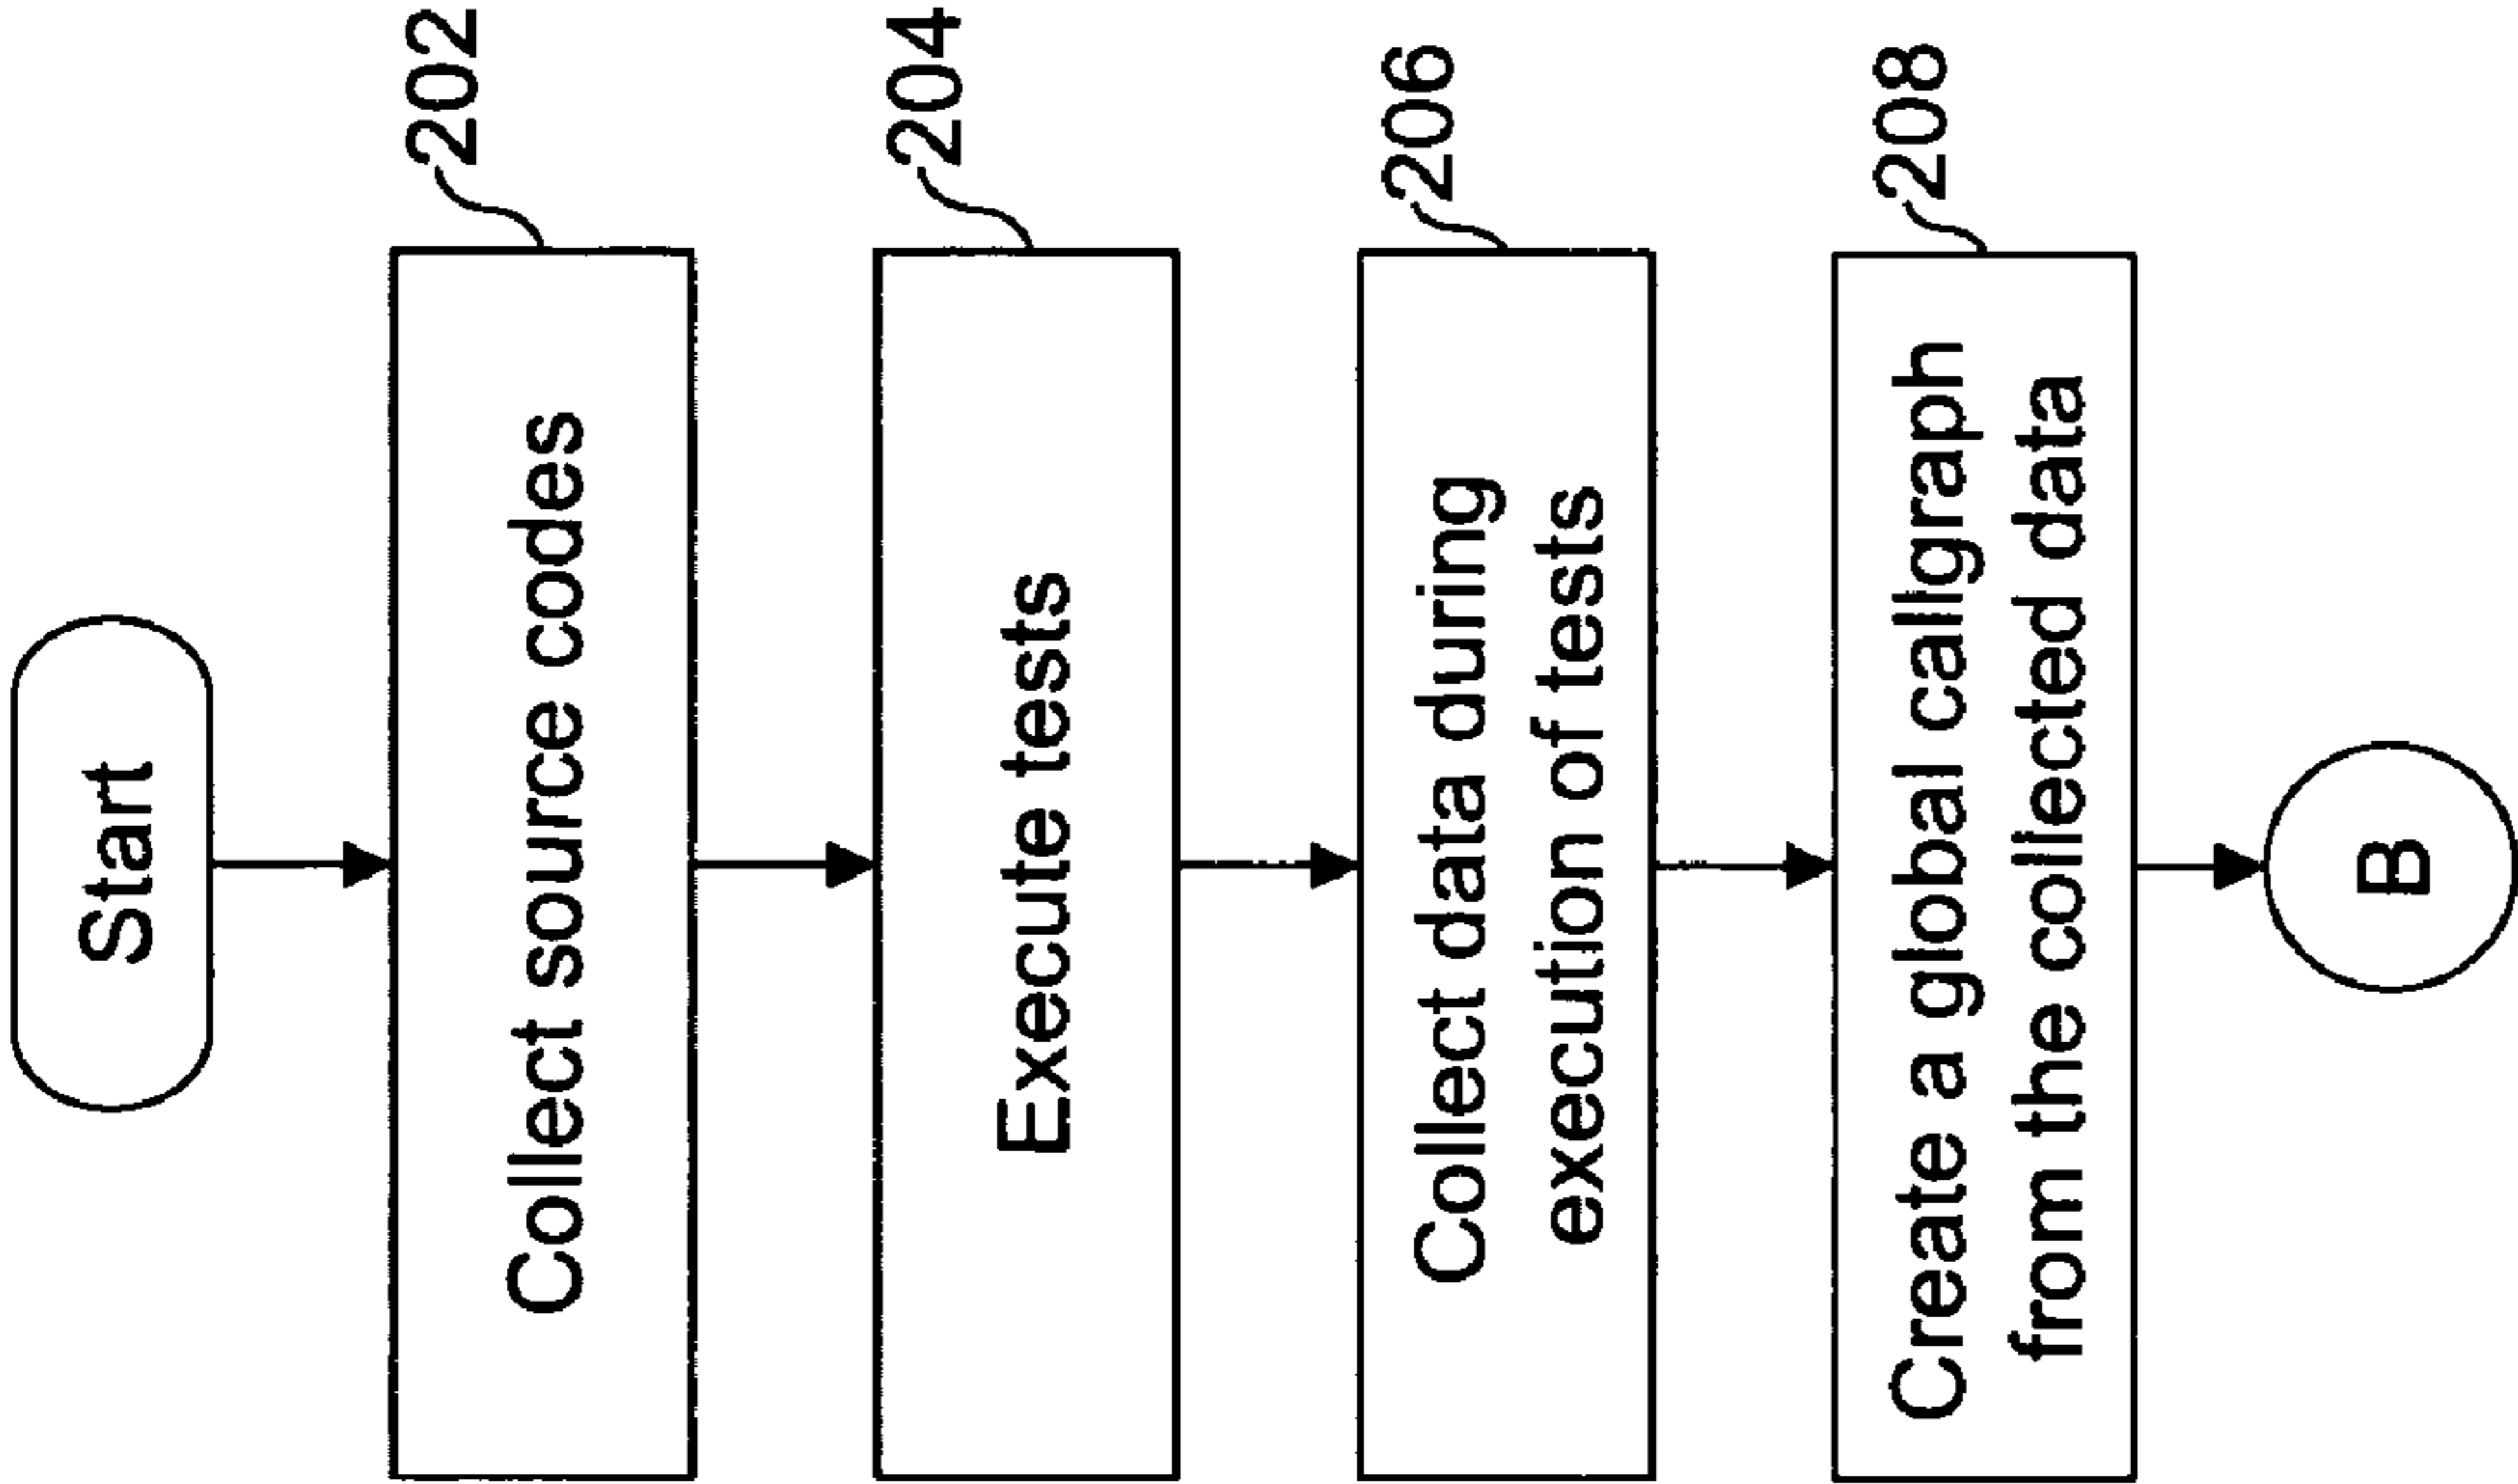 Start
Collect source codes
202
Execute tests
204
Collect data during
execution of tests
206
Create a global callgraph
from the collected data
208
B